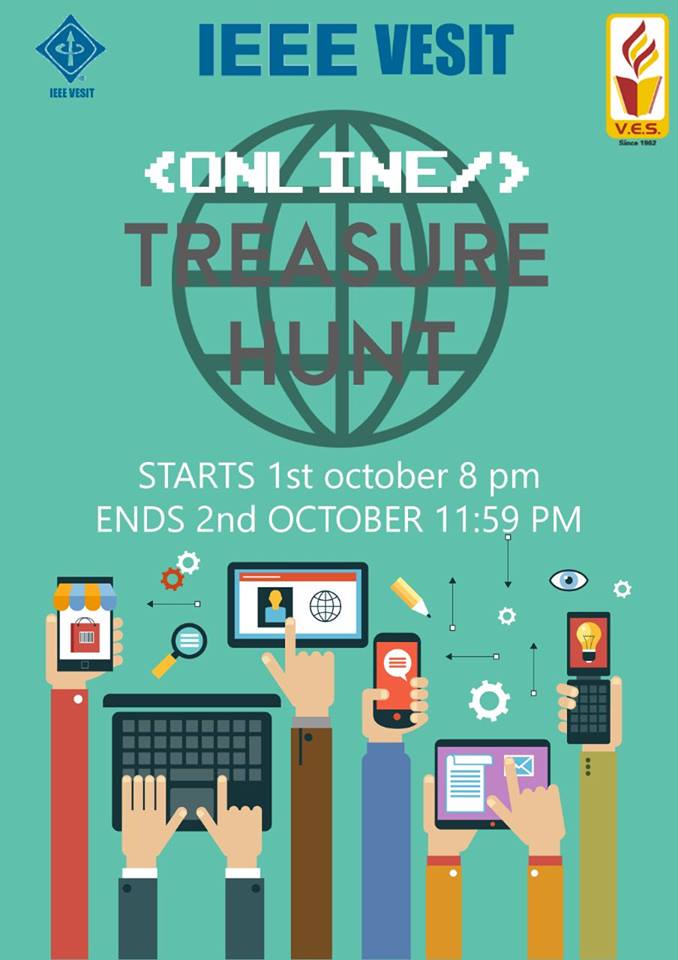 IEEE VESIT
IEEE VESIT
V.E.S.
Since 1962
<ONLINE/>
TREASURE
HUNT
STARTS 1st october 8 pm
ENDS 2nd OCTOBER 11:59 PM